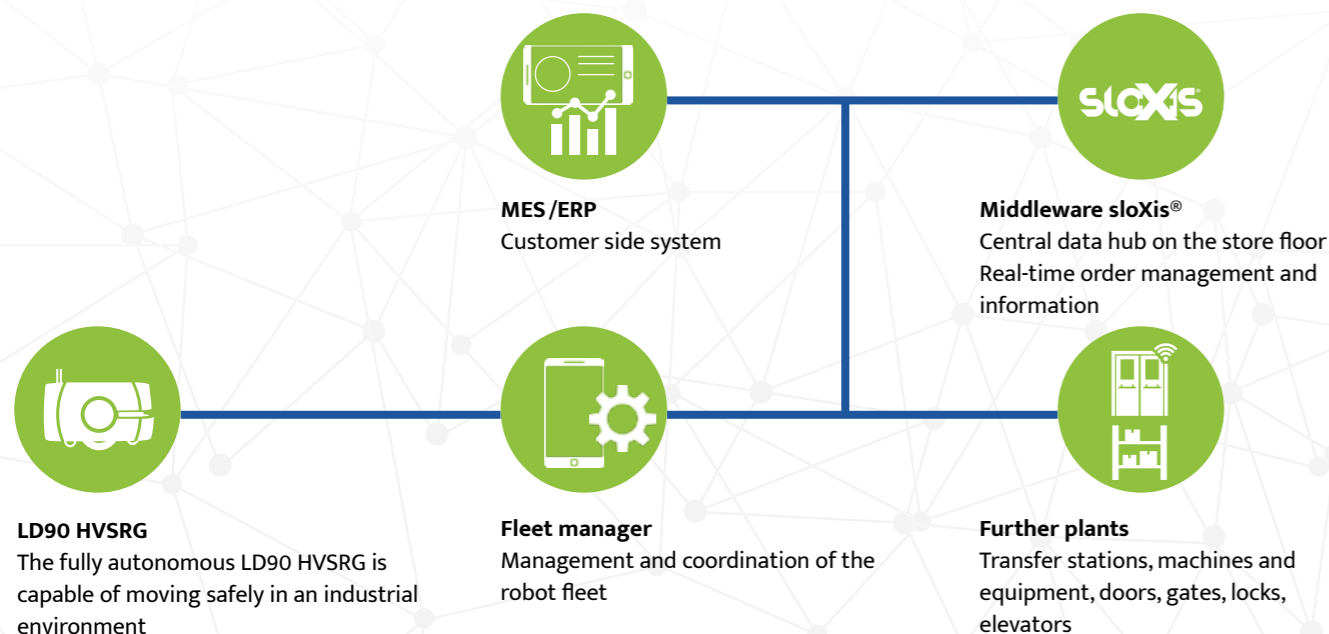 sloXis
MES/ERP
Customer side system
Middleware sloXis®
Central data hub on the store floor
Real-time order management and
information
LD90 HVSRG
The fully autonomous LD90 HVSRG is
capable of moving safely in an industrial
environment
Fleet manager
Management and coordination of the
robot fleet
Further plants
Transfer stations, machines and
equipment, doors, gates, locks,
elevators